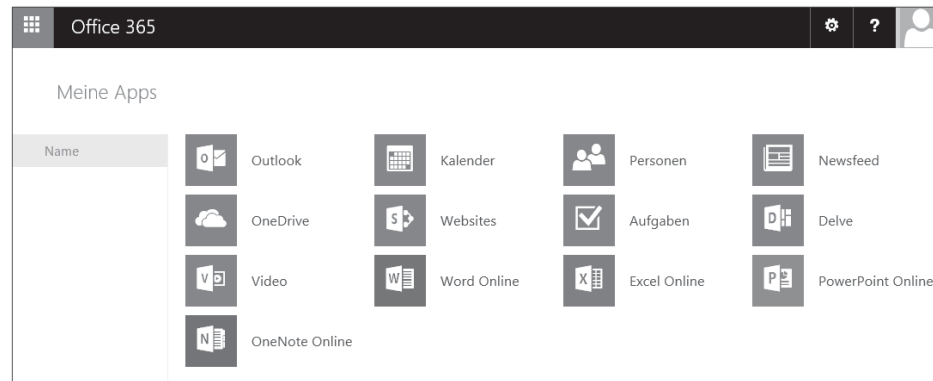 Office 365 ?
Meine Apps
Name
Outlook Kalender Personen Newsfeed
OneDrive Websites Aufgaben Delve
Video Word Online Excel Online PowerPoint Online
OneNote Online